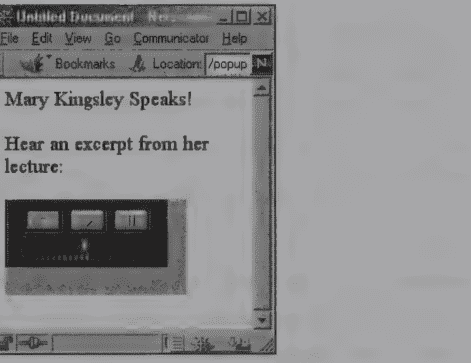 Untitled Document
File Edit View Go Communicator Help
Bookmarks Location: /popup N
Mary Kingsley Speaks!
Hear an excerpt from her
lecture: